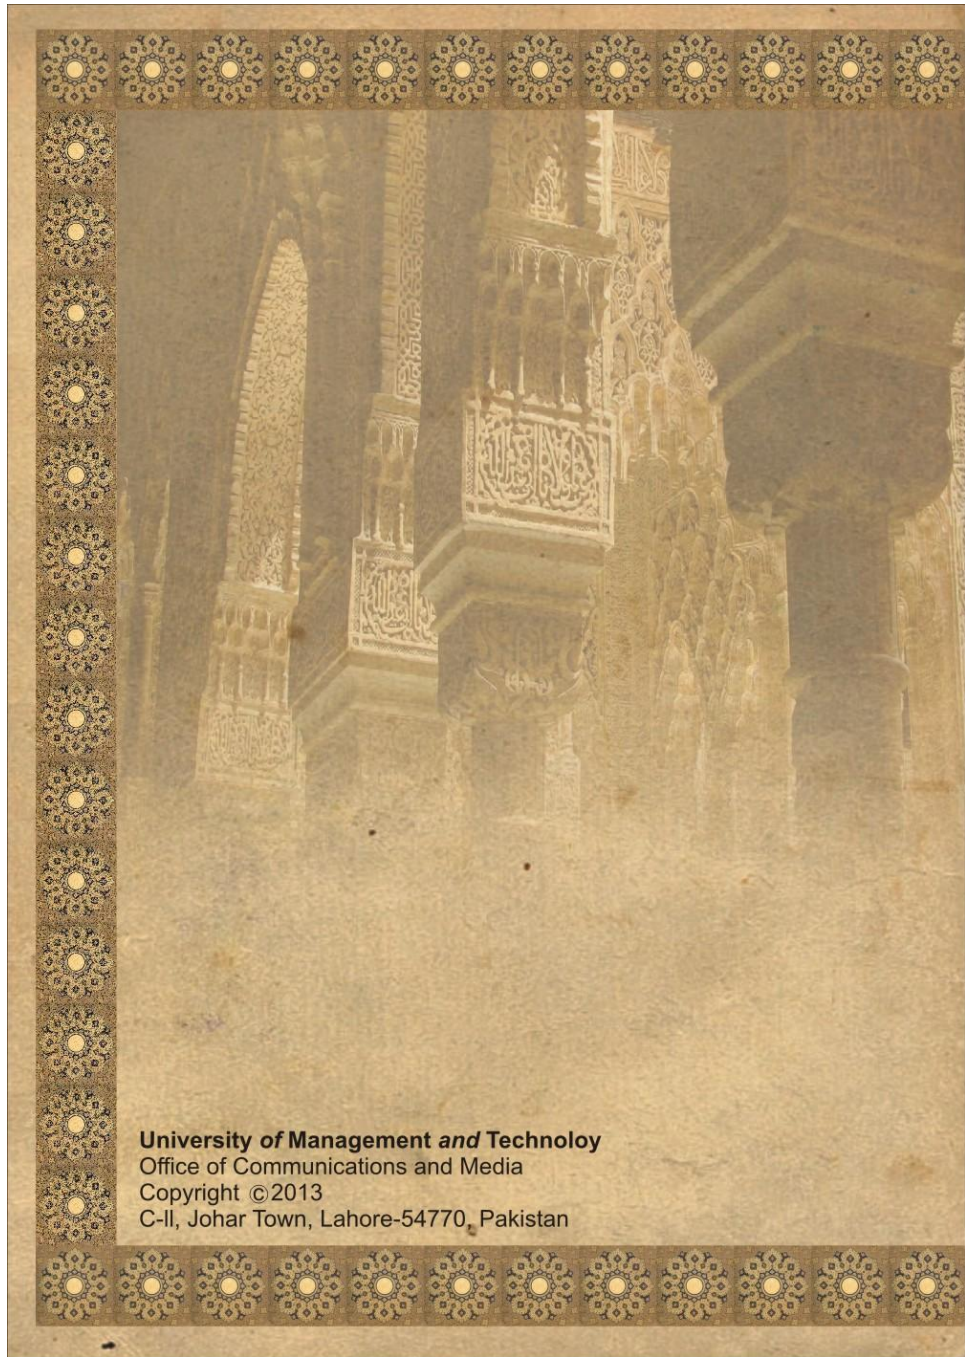 University of Management and Technoloy
Office of Communications and Media
Copyright ©2013
C-II, Johar Town, Lahore-54770, Pakistan